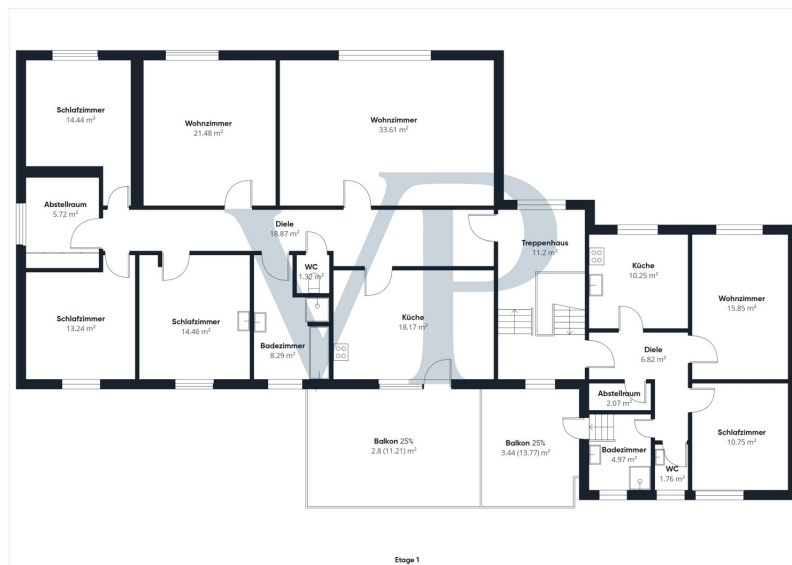 Schlafzimmer
14.44 m²
Wohnzimmer
21.48 m²
Wohnzimmer
33.61 m²
Abstellraum
5.72 m²
Diele
18.87 m²
Treppenhaus
11.2 m²
WC
1.32 m²
Küche
10.25 m²
Wohnzimmer
15.85 m²
Schlafzimmer
13.24 m²
Schlafzimmer
14.46 m²
Badezimmer
8.29 m²
Küche
18.17 m²
Diele
6.82 m²
Abstellraum
2.07 m²
Schlafzimmer
10.75 m²
Balkon 25%
2.8 (11.21) m²
Balkon 25%
3.44 (13.77) m²
Badezimmer
4.97 m²
WC
1.76 m²
VP
Etage 1